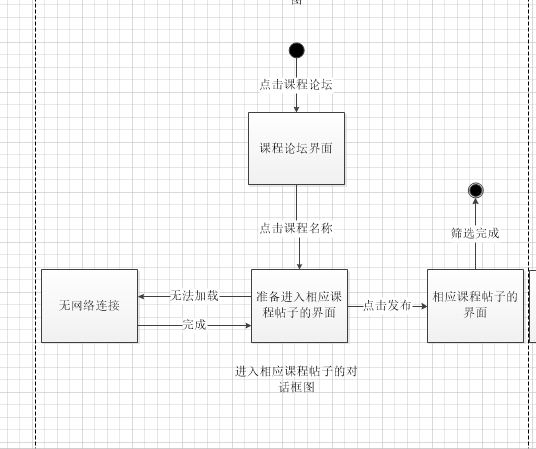 图
点击课程论坛
课程论坛界面
点击课程名称
筛选完成
无网络连接
无法加载
完成
准备进入相应课
程帖子的界面
点击发布
相应课程帖子的
界面
进入相应课程帖子的对
话框图